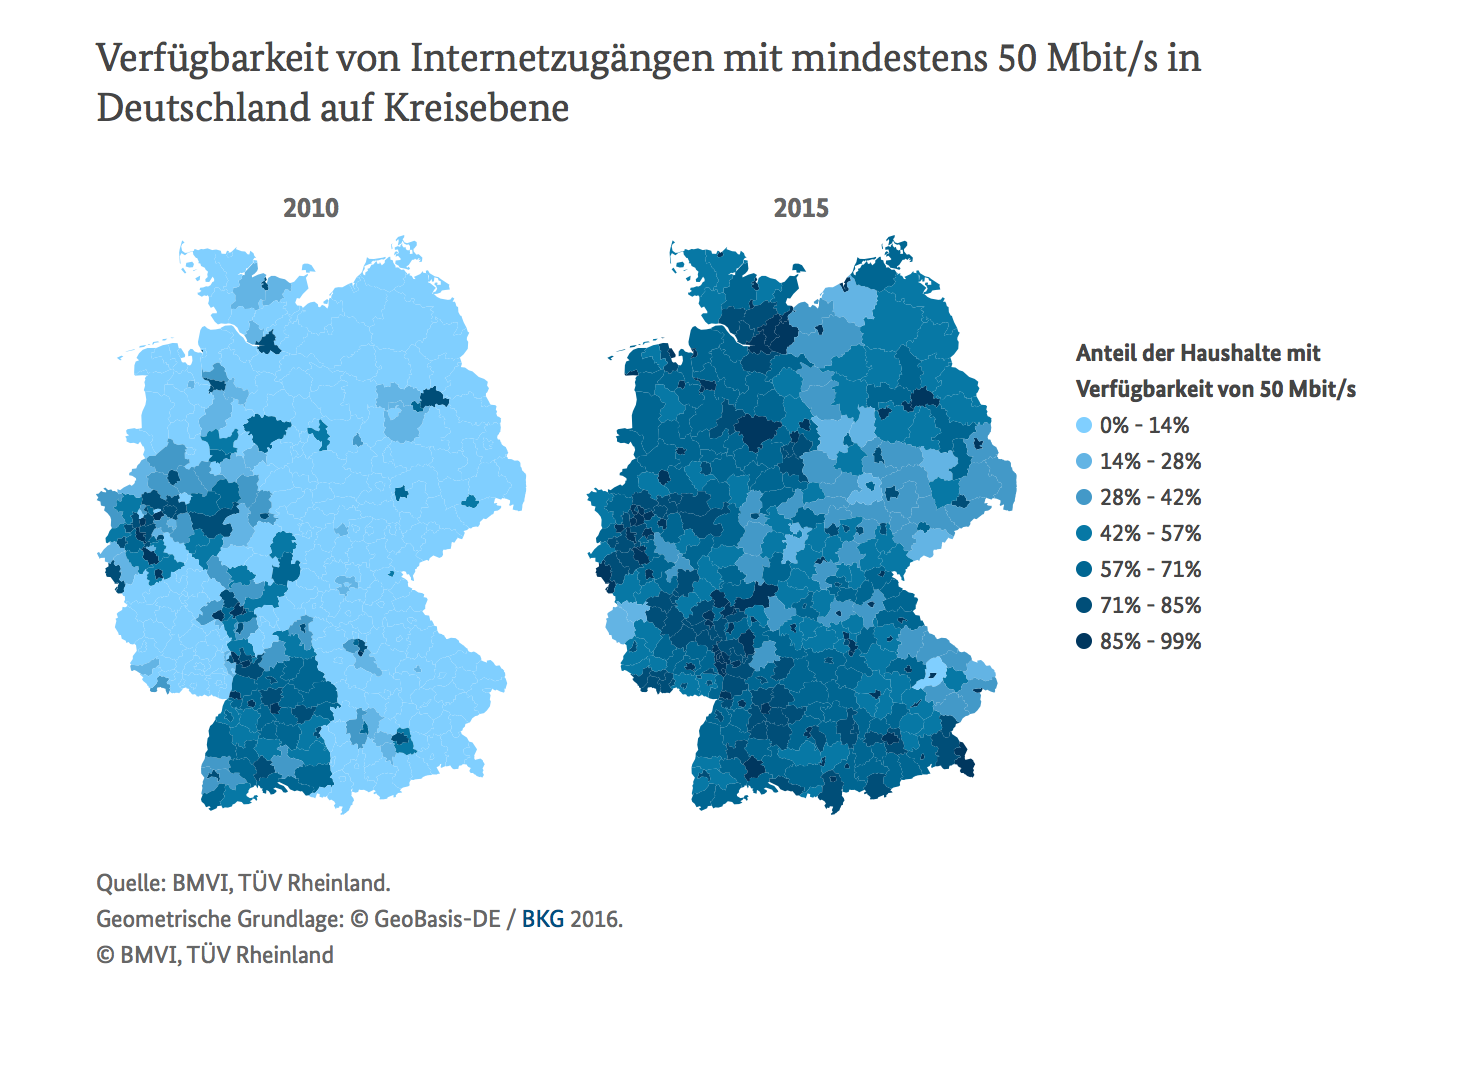 Verfügbarkeit von Internetzugängen mit mindestens 50 Mbit/s in
Deutschland auf Kreisebene
2010
2015
Anteil der Haushalte mit
Verfügbarkeit von 50 Mbit/s
0% - 14%
14% - 28%
28% - 42%
42% - 57%
57% - 71%
71% - 85%
85% - 99%
Quelle: BMVI, TÜV Rheinland.
Geometrische Grundlage: © GeoBasis-DE / BKG 2016.
© BMVI, TÜV Rheinland